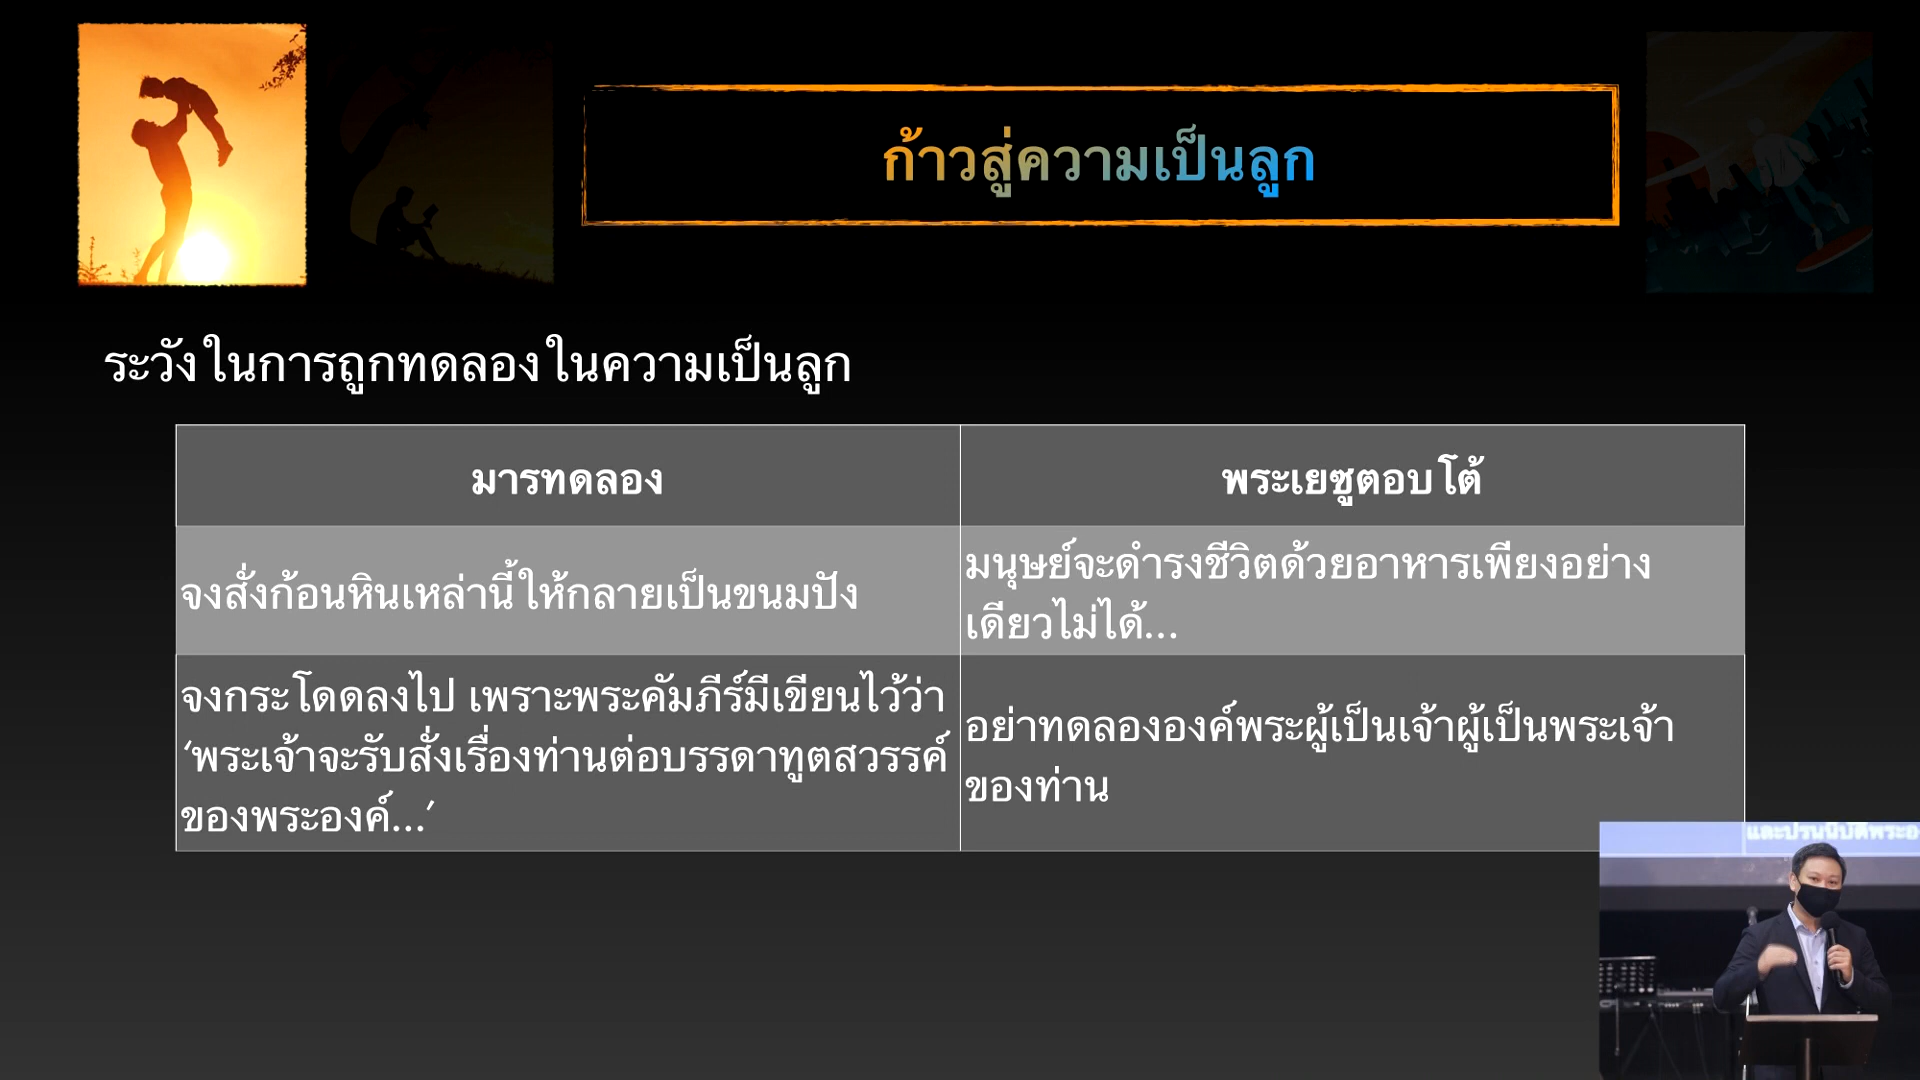 ก้าวสู่ความเป็นลูก
ระวังในการถูกทดลองในความเป็นลูก
มารทดลอง
พระเยซูตอบโต้
จงสั่งก้อนหินเหล่านี้ให้กลายเป็นขนมปัง
มนุษย์จะดำรงชีวิตด้วยอาหารเพียงอย่าง
เดียวไม่ได้...
จงกระโดดลงไป เพราะพระคัมภีร์มีเขียนไว้ว่า
‘พระเจ้าจะรับสั่งเรื่องท่านต่อบรรดาทูตสวรรค์
ของพระองค์...’
อย่าทดลององค์พระผู้เป็นเจ้าผู้เป็นพระเจ้า
ของท่าน